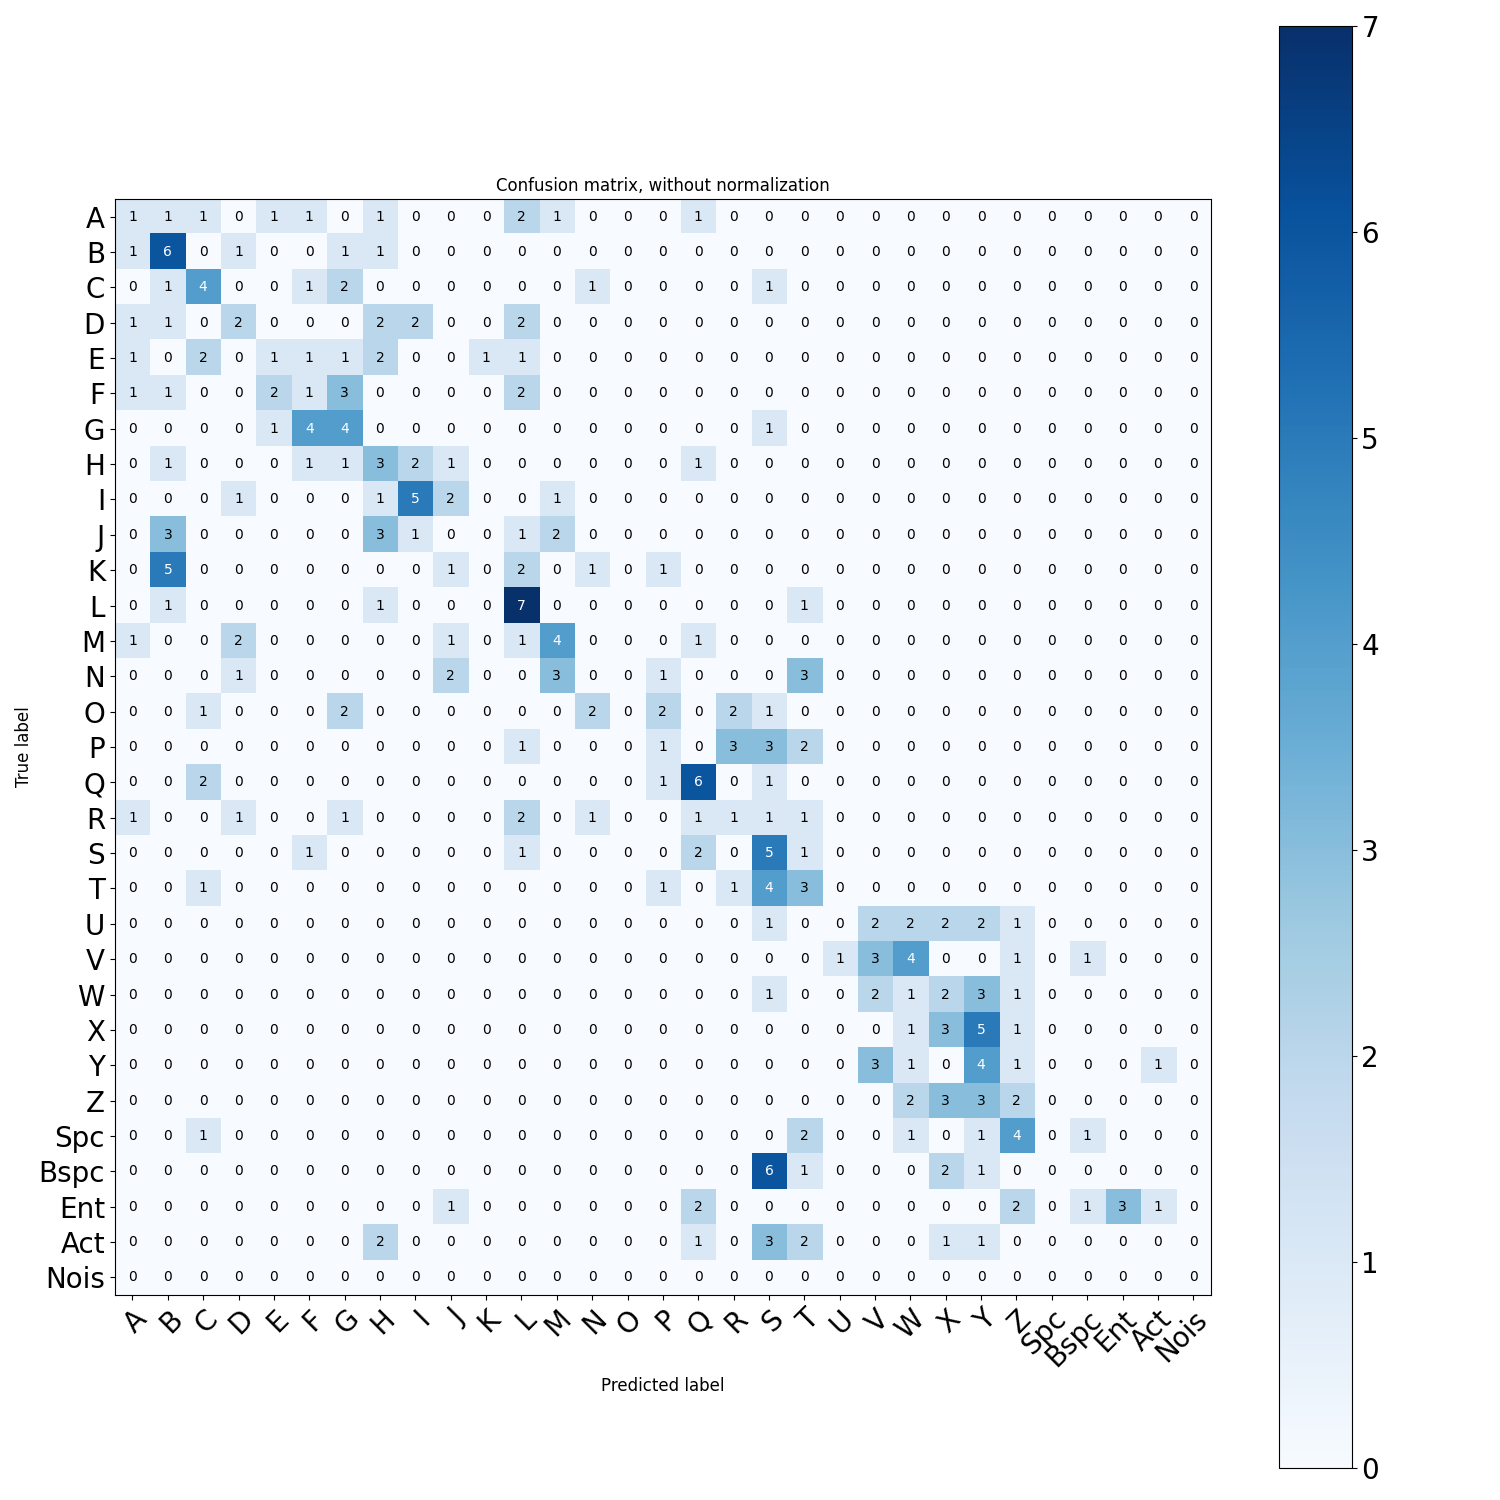 Confusion matrix, without normalization
A 1 1 1 0 1 1 0 1 0 0 0 2 1 0 0 0 1 0 0 0 0 0 0 0 0 0 0 0 0 0 0
B 1 6 0 1 0 0 1 1 0 0 0 0 0 0 0 0 0 0 0 0 0 0 0 0 0 0 0 0 0 0 0
C 0 1 4 0 0 1 2 0 0 0 0 0 0 1 0 0 0 0 1 0 0 0 0 0 0 0 0 0 0 0 0
D 1 1 0 2 0 0 0 2 2 0 0 2 0 0 0 0 0 0 0 0 0 0 0 0 0 0 0 0 0 0 0
E 1 0 2 0 1 1 1 2 0 0 1 1 0 0 0 0 0 0 0 0 0 0 0 0 0 0 0 0 0 0 0
F 1 1 0 0 2 1 3 0 0 0 0 2 0 0 0 0 0 0 0 0 0 0 0 0 0 0 0 0 0 0 0
G 0 0 0 0 1 4 4 0 0 0 0 0 0 0 0 0 0 0 1 0 0 0 0 0 0 0 0 0 0 0 0
H 0 1 0 0 0 1 1 3 2 1 0 0 0 0 0 0 1 0 0 0 0 0 0 0 0 0 0 0 0 0 0
I 0 0 0 1 0 0 0 1 5 2 0 0 1 0 0 0 0 0 0 0 0 0 0 0 0 0 0 0 0 0 0
J 0 3 0 0 0 0 0 3 1 0 0 1 2 0 0 0 0 0 0 0 0 0 0 0 0 0 0 0 0 0 0
K 0 5 0 0 0 0 0 0 0 1 0 2 0 1 0 1 0 0 0 0 0 0 0 0 0 0 0 0 0 0 0
L 0 1 0 0 0 0 0 1 0 0 0 7 0 0 0 0 0 0 0 1 0 0 0 0 0 0 0 0 0 0 0
M 1 0 0 2 0 0 0 0 0 1 0 1 4 0 0 0 1 0 0 0 0 0 0 0 0 0 0 0 0 0 0
N 0 0 0 1 0 0 0 0 0 2 0 0 3 0 0 1 0 0 0 3 0 0 0 0 0 0 0 0 0 0 0
O 0 0 1 0 0 0 2 0 0 0 0 0 0 2 0 2 0 2 1 0 0 0 0 0 0 0 0 0 0 0 0
P 0 0 0 0 0 0 0 0 0 0 0 1 0 0 0 1 0 3 3 2 0 0 0 0 0 0 0 0 0 0 0
Q 0 0 2 0 0 0 0 0 0 0 0 0 0 0 0 1 6 0 1 0 0 0 0 0 0 0 0 0 0 0 0
R 1 0 0 1 0 0 1 0 0 0 0 2 0 1 0 0 1 1 1 1 0 0 0 0 0 0 0 0 0 0 0
S 0 0 0 0 0 1 0 0 0 0 0 1 0 0 0 0 2 0 5 1 0 0 0 0 0 0 0 0 0 0 0
T 0 0 1 0 0 0 0 0 0 0 0 0 0 0 0 1 0 1 4 3 0 0 0 0 0 0 0 0 0 0 0
U 0 0 0 0 0 0 0 0 0 0 0 0 0 0 0 0 0 0 1 0 0 2 2 2 2 1 0 0 0 0 0
V 0 0 0 0 0 0 0 0 0 0 0 0 0 0 0 0 0 0 0 0 1 3 4 0 0 1 0 1 0 0 0
W 0 0 0 0 0 0 0 0 0 0 0 0 0 0 0 0 0 0 1 0 0 2 1 2 3 1 0 0 0 0 0
X 0 0 0 0 0 0 0 0 0 0 0 0 0 0 0 0 0 0 0 0 0 0 1 3 5 1 0 0 0 0 0
Y 0 0 0 0 0 0 0 0 0 0 0 0 0 0 0 0 0 0 0 0 0 3 1 0 4 1 0 0 0 1 0
Z 0 0 0 0 0 0 0 0 0 0 0 0 0 0 0 0 0 0 0 0 0 0 2 3 3 2 0 0 0 0 0
Spc 0 0 1 0 0 0 0 0 0 0 0 0 0 0 0 0 0 0 0 2 0 0 1 0 1 4 0 1 0 0 0
Bspc 0 0 0 0 0 0 0 0 0 0 0 0 0 0 0 0 0 0 6 1 0 0 0 2 1 0 0 0 0 0 0
Ent 0 0 0 0 0 0 0 0 0 1 0 0 0 0 0 0 2 0 0 0 0 0 0 0 0 2 0 1 3 1 0
Act 0 0 0 0 0 0 0 2 0 0 0 0 0 0 0 0 1 0 3 2 0 0 0 1 1 0 0 0 0 0 0
Nois 0 0 0 0 0 0 0 0 0 0 0 0 0 0 0 0 0 0 0 0 0 0 0 0 0 0 0 0 0 0 0
A B C D E F G H I J K L M N O P Q R S T U V W X Y Z Spc Bspc Ent Act Nois
Predicted label
True label
7
6
5
4
3
2
1
0